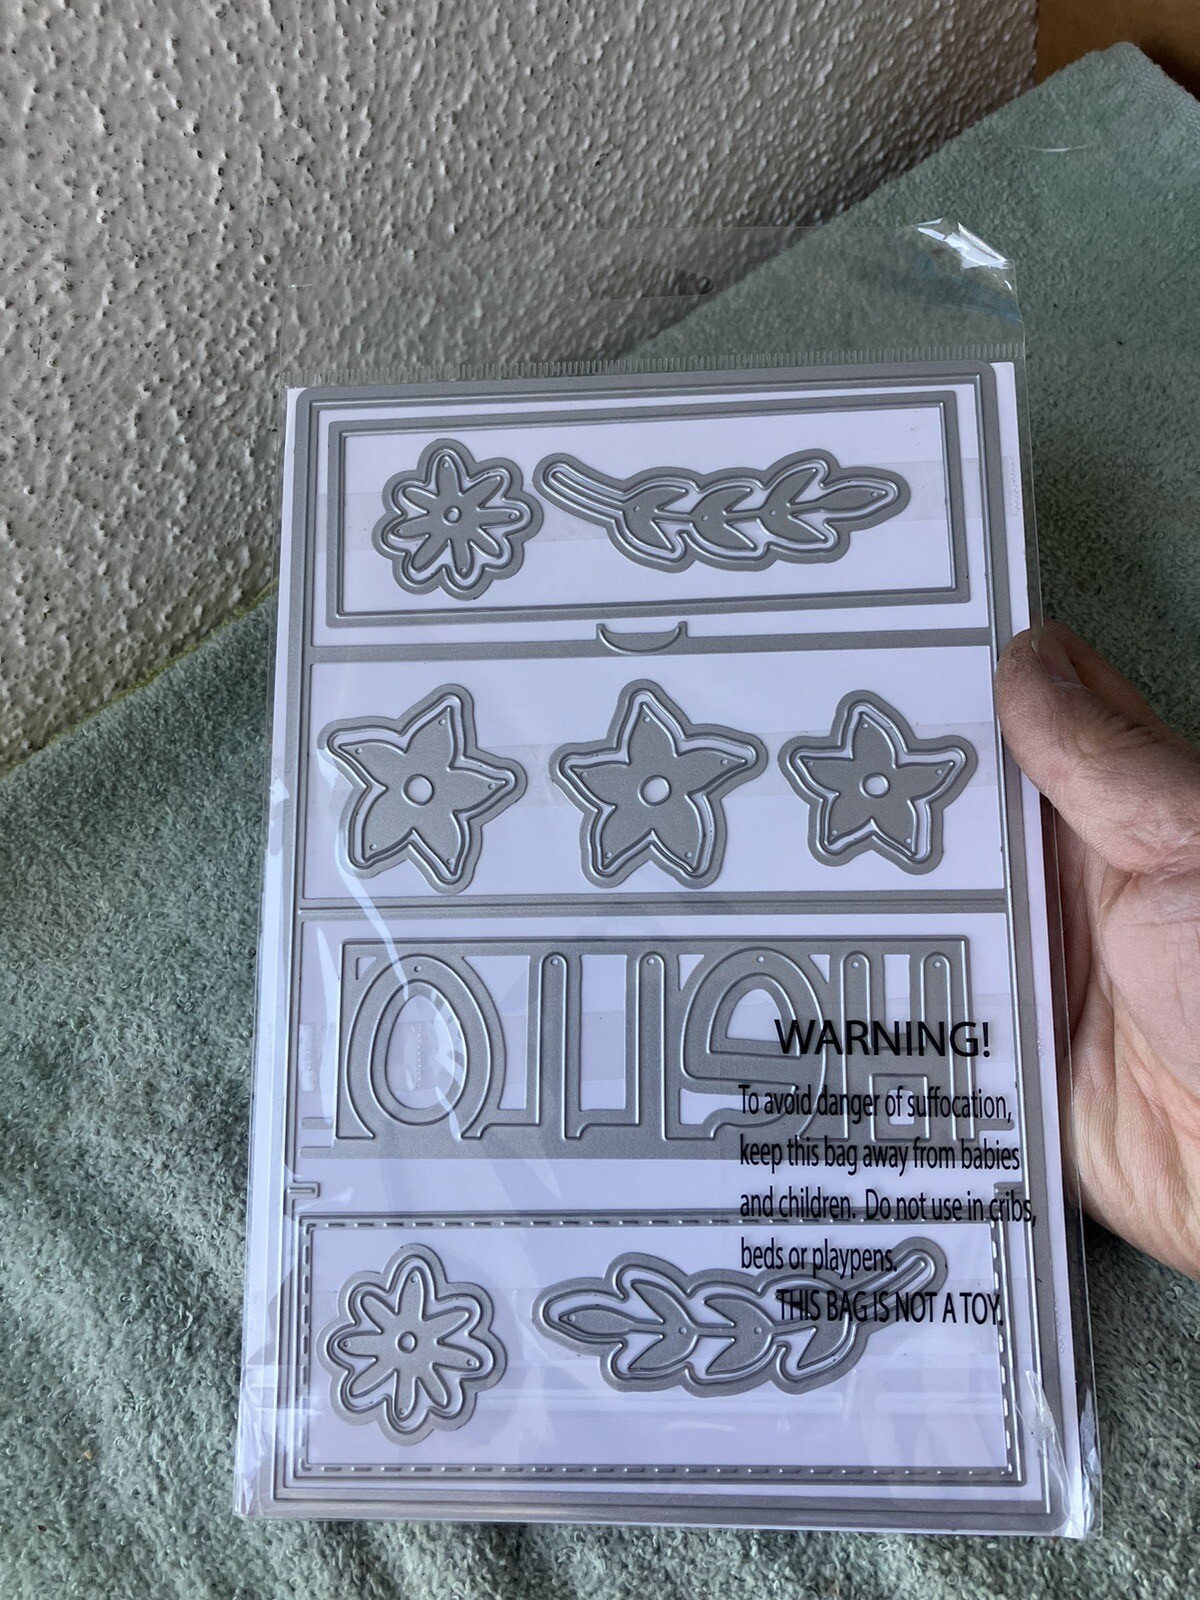 Hello
WARNING!
To avoid danger of suffocation,
keep this bag away from babies
and children. Do not use in cribs,
beds or playpens.
THIS BAG IS NOT A TOY.